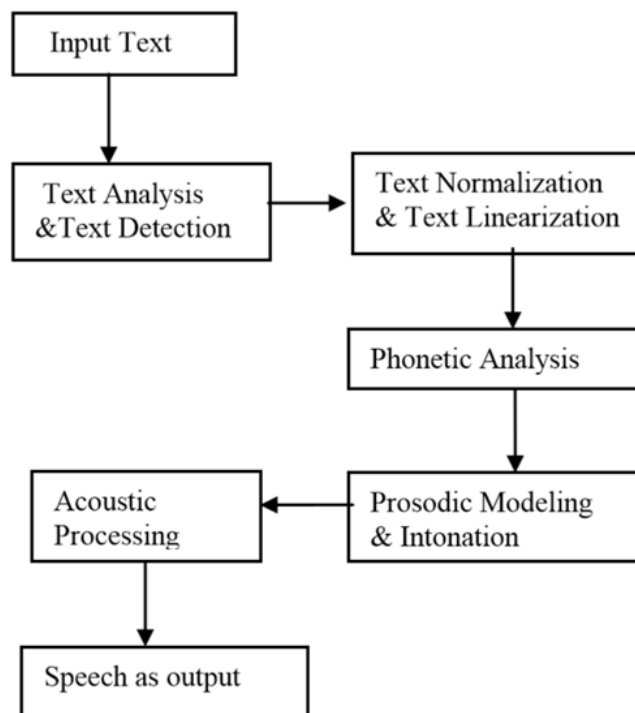 Input Text
Text Analysis
&Text Detection
Text Normalization
& Text Linearization
Phonetic Analysis
Prosodic Modeling
& Intonation
Acoustic
Processing
Speech as output